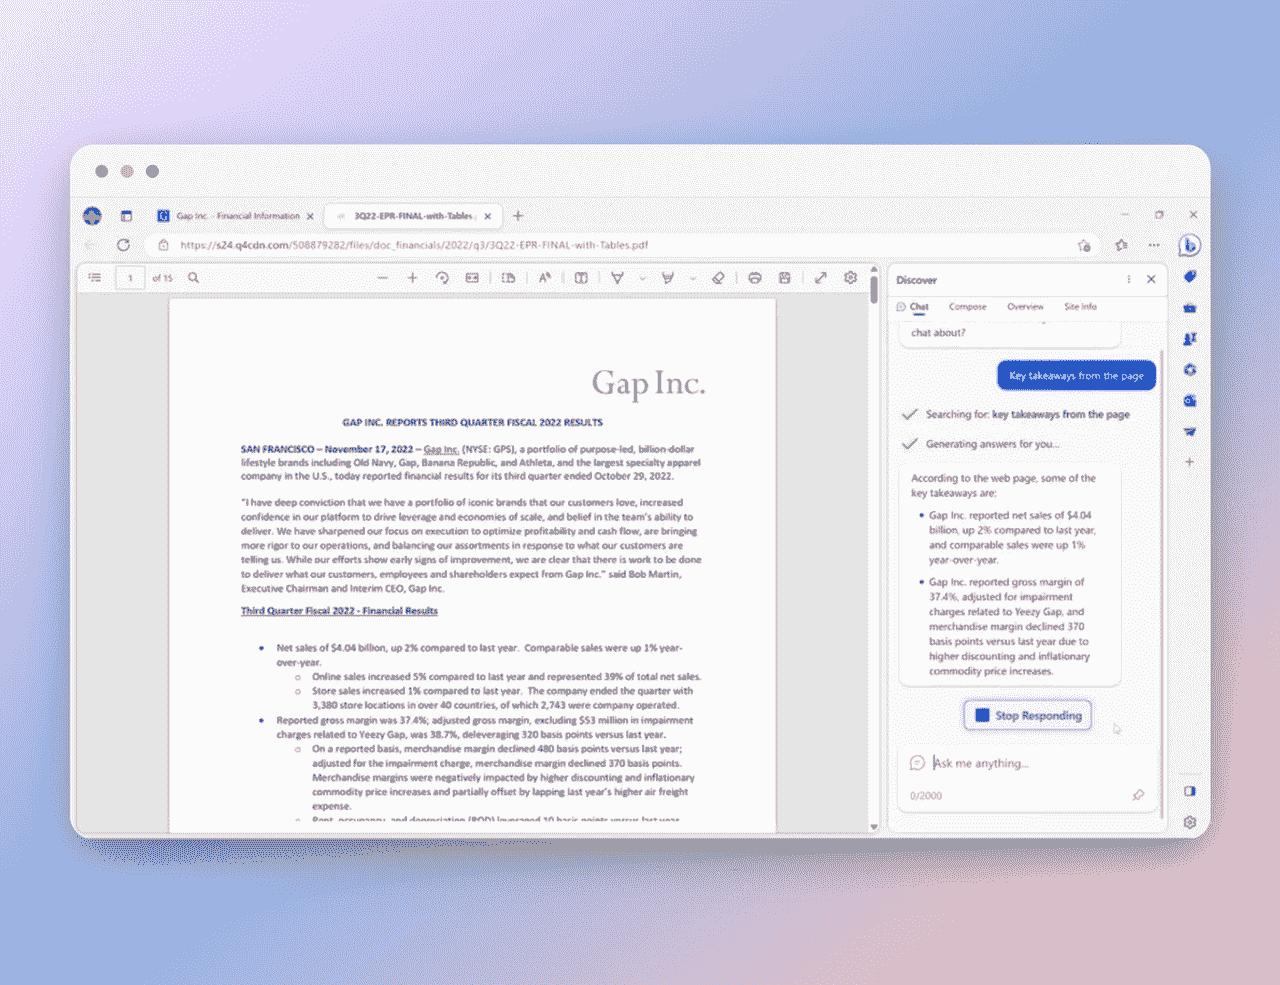 Gap Inc. - Financial Information
3Q22-EPR-FINAL-with-Tables
https://s24.q4cdn.com/508879282/files/doc_financials/2022/q3/3Q22-EPR-FINAL-with-Tables.pdf
1 of 15
Gap Inc.
GAP INC. REPORTS THIRD QUARTER FISCAL 2022 RESULTS
SAN FRANCISCO – November 17, 2022 – Gap Inc. (NYSE: GPS), a portfolio of purpose-led, billion-dollar
lifestyle brands including Old Navy, Gap, Banana Republic, and Athleta, and the largest specialty apparel
company in the U.S., today reported financial results for its third quarter ended October 29, 2022.
"I have deep conviction that we have a portfolio of iconic brands that our customers love, increased
confidence in our platform to drive leverage and economies of scale, and belief in the team's ability to
deliver. We have sharpened our focus on execution to optimize profitability and cash flow, are bringing
more rigor to our operations, and balancing our assortments in response to what our customers are
telling us. While our efforts show early signs of improvement, we are clear that there is work to be done
to deliver what our customers, employees and shareholders expect from Gap Inc." said Bob Martin,
Executive Chairman and Interim CEO, Gap Inc.
Third Quarter Fiscal 2022 - Financial Results
• Net sales of $4.04 billion, up 2% compared to last year. Comparable sales were up 1% year-
over-year.
o Online sales increased 5% compared to last year and represented 39% of total net sales.
o Store sales increased 1% compared to last year. The company ended the quarter with
3,380 store locations in over 40 countries, of which 2,743 were company operated.
• Reported gross margin was 37.4%; adjusted gross margin, excluding $53 million in impairment
charges related to Yeezy Gap, was 38.7%, deleveraging 320 basis points versus last year.
o On a reported basis, merchandise margin declined 480 basis points versus last year;
adjusted for the impairment charge, merchandise margin declined 370 basis points.
Merchandise margins were negatively impacted by higher discounting and inflationary
commodity price increases and partially offset by lapping last year's higher air freight
expense.
o Rent, occupancy, and depreciation (ROD) leveraged 10 basis points versus last year
Discover
Chat Compose Overview Site Info
chat about?
Key takeaways from the page
Searching for: key takeaways from the page
Generating answers for you...
According to the web page, some of the
key takeaways are:
• Gap Inc. reported net sales of $4.04
billion, up 2% compared to last year,
and comparable sales were up 1%
year-over-year.
• Gap Inc. reported gross margin of
37.4%, adjusted for impairment
charges related to Yeezy Gap, and
merchandise margin declined 370
basis points versus last year due to
higher discounting and inflationary
commodity price increases.
Stop Responding
Ask me anything...
0/2000